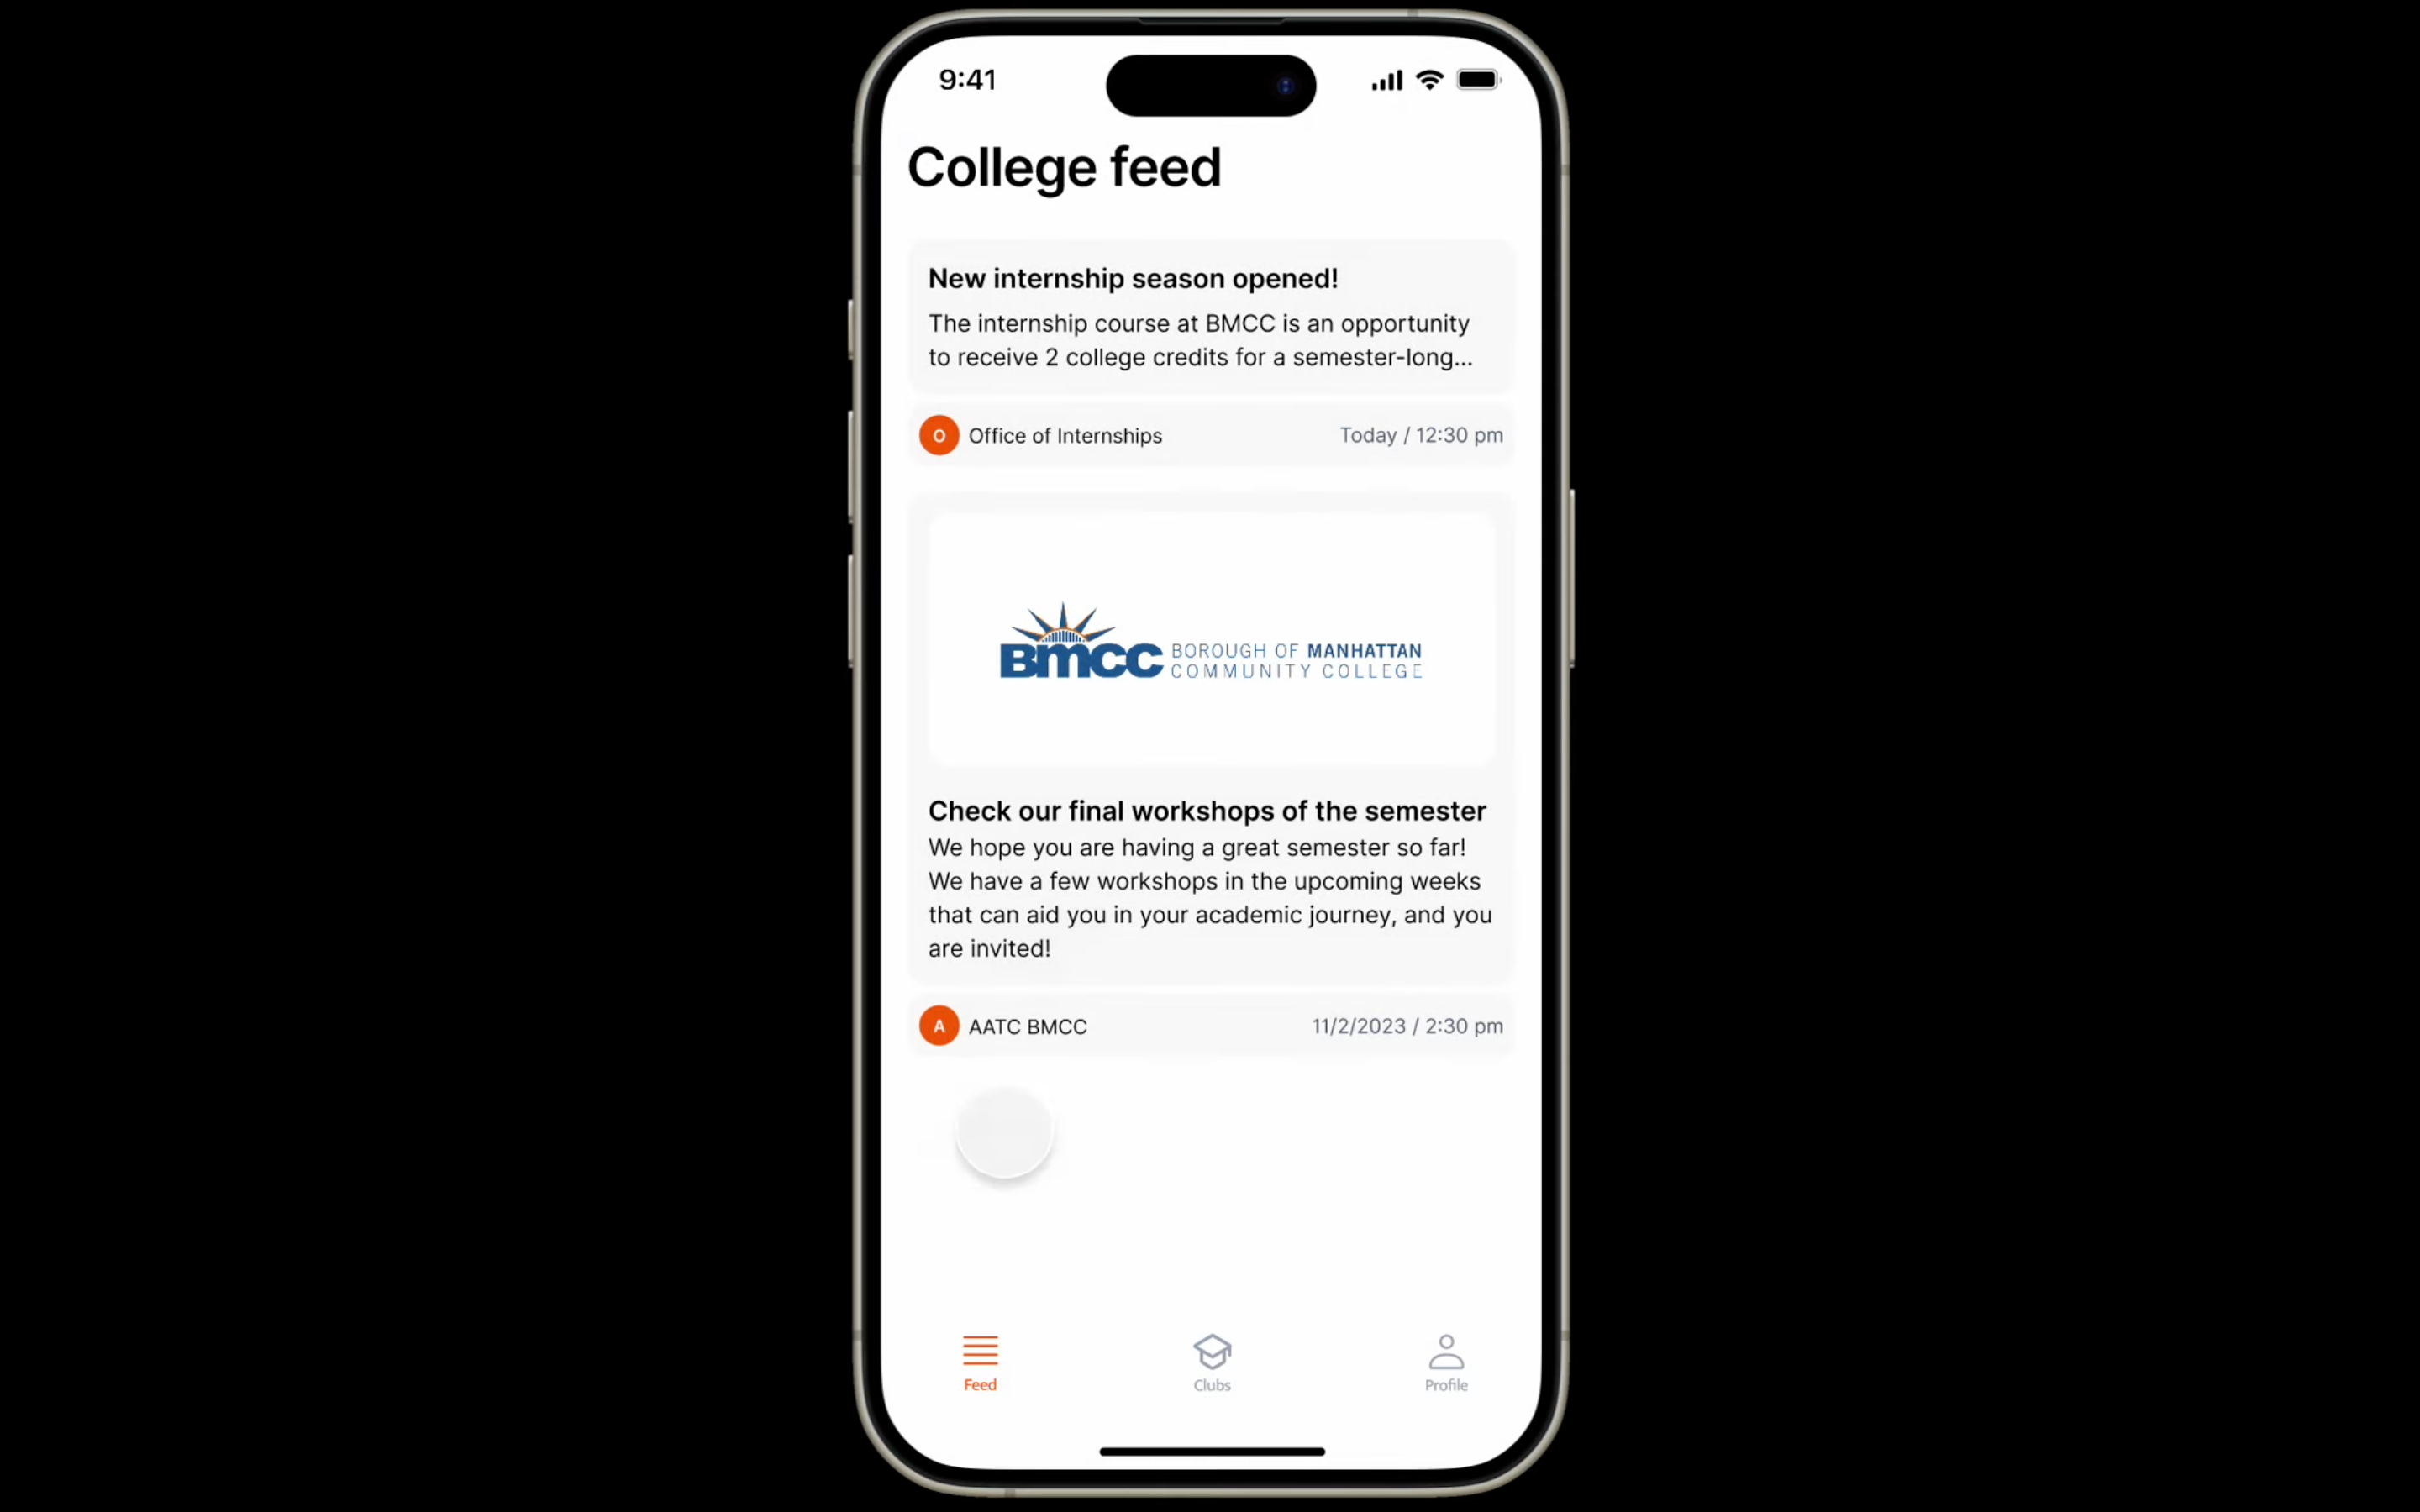 9:41
College feed
New internship season opened!
The internship course at BMCC is an opportunity
to receive 2 college credits for a semester-long...
O Office of Internships Today / 12:30 pm
BMCC BOROUGH OF MANHATTAN
COMMUNITY COLLEGE
Check our final workshops of the semester
We hope you are having a great semester so far!
We have a few workshops in the upcoming weeks
that can aid you in your academic journey, and you
are invited!
A AATC BMCC 11/2/2023 / 2:30 pm
Feed Clubs Profile